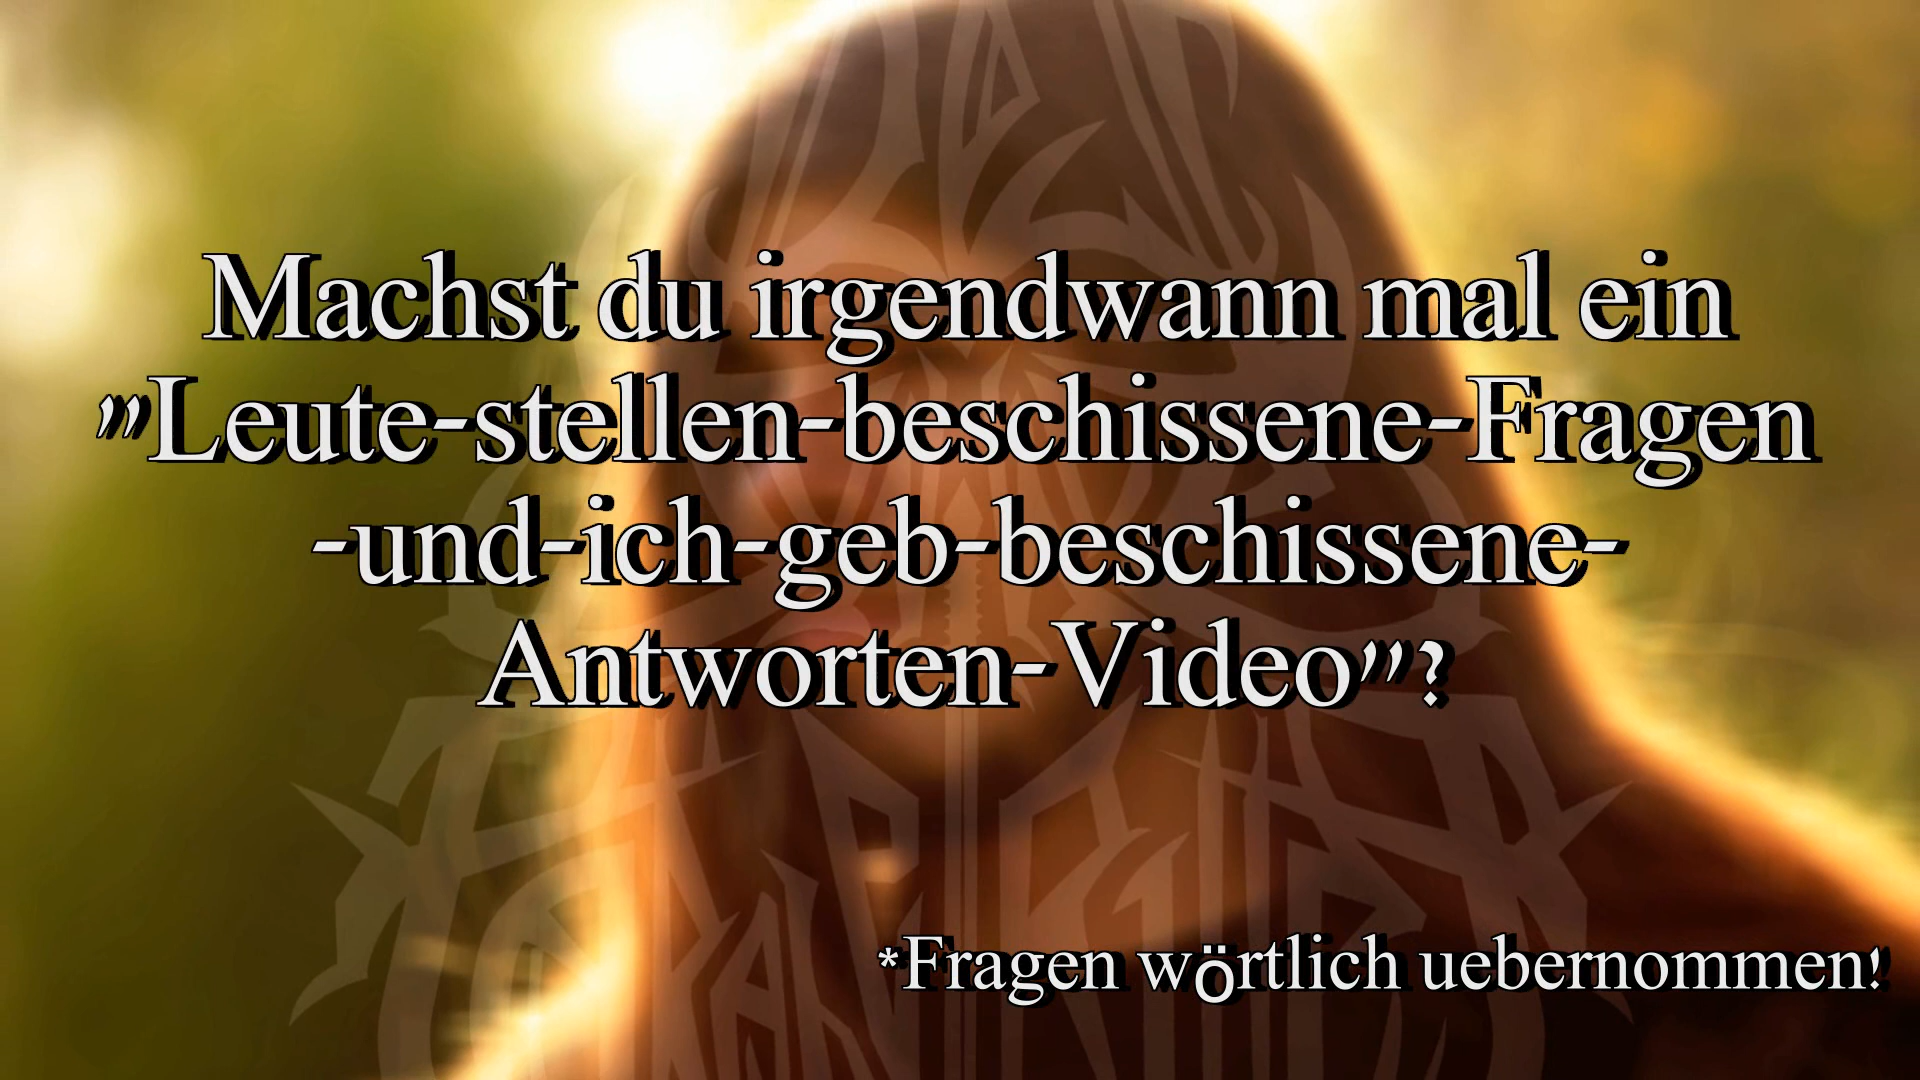 Machst du irgendwann mal ein
"Leute-stellen-beschissene-Fragen
-und-ich-geb-beschissene-
Antworten-Video"?
*Fragen wörtlich uebernommen!